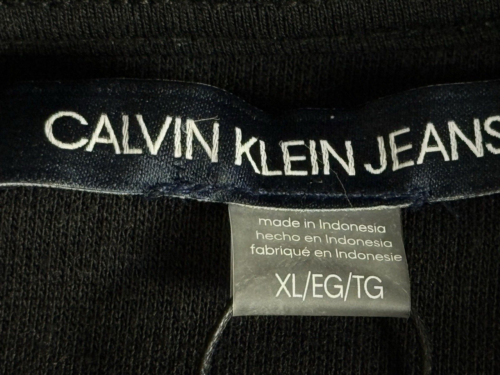 CALVIN KLEIN JEANS
made in Indonesia
hecho en Indonesia
fabriqué en Indonesie
XL/EG/TG